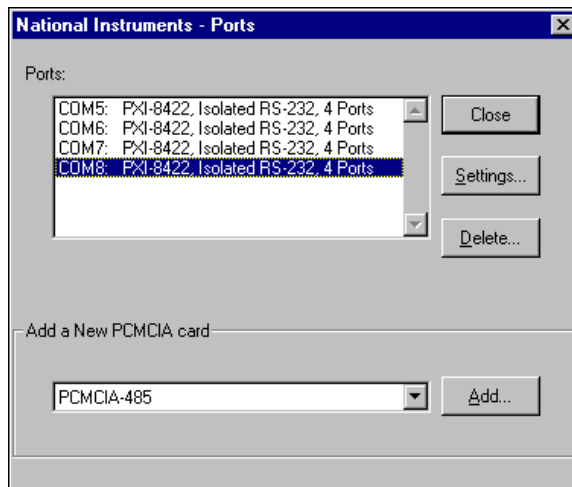 National Instruments - Ports
Ports:
COM5: PXI-8422, Isolated RS-232, 4 Ports
COM6: PXI-8422, Isolated RS-232, 4 Ports
COM7: PXI-8422, Isolated RS-232, 4 Ports
COM8: PXI-8422, Isolated RS-232, 4 Ports
Close
Settings...
Delete...
Add a New PCMCIA card
PCMCIA-485
Add...